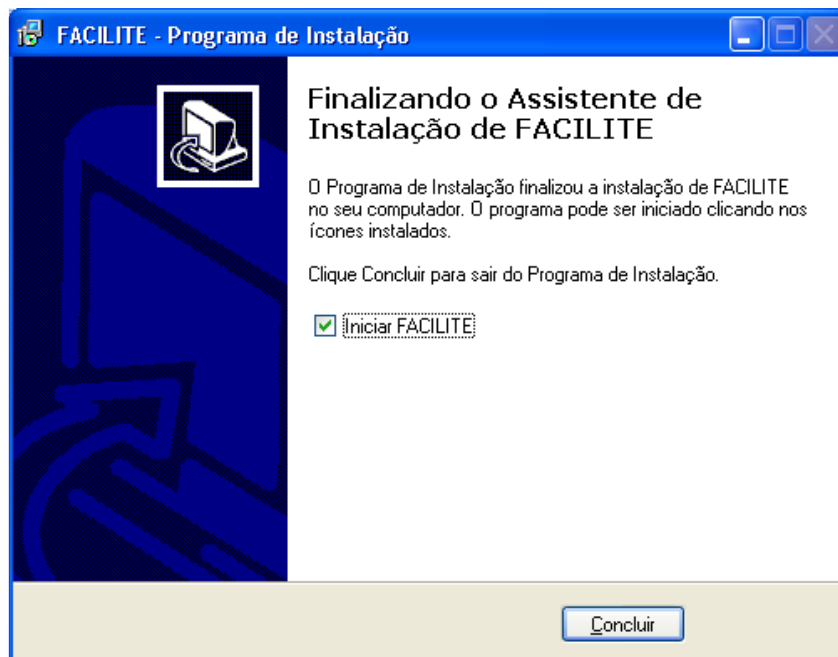 FACILITE - Programa de Instalação
Finalizando o Assistente de
Instalação de FACILITE
O Programa de Instalação finalizou a instalação de FACILITE
no seu computador. O programa pode ser iniciado clicando nos
ícones instalados.
Clique Concluir para sair do Programa de Instalação.
Iniciar FACILITE
Concluir